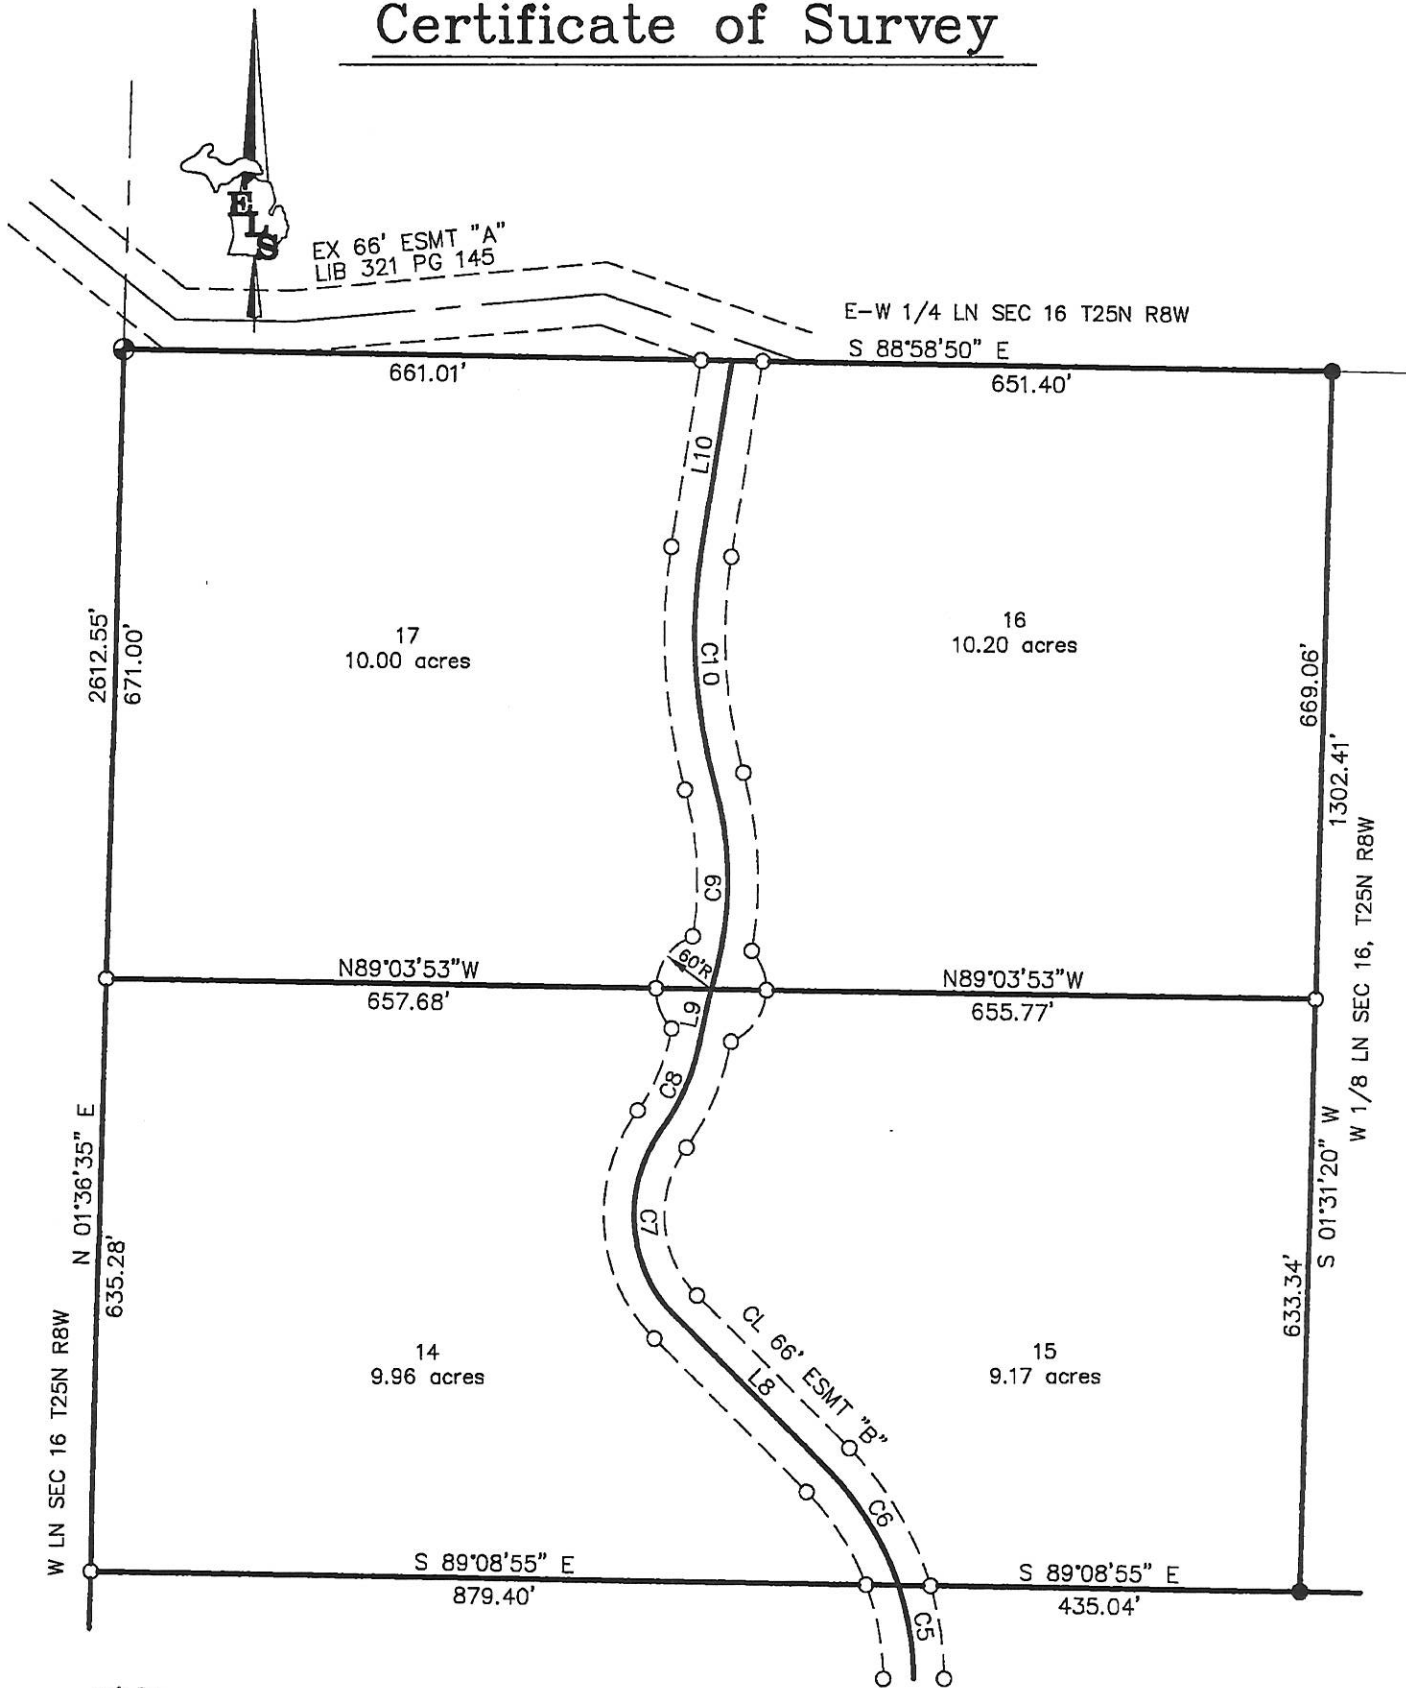 Certificate of Survey
E
L
S
EX 66' ESMT "A"
LIB 321 PG 145
E-W 1/4 LN SEC 16 T25N R8W
S 88°58'50" E
661.01'
651.40'
L10
2612.55'
671.00'
17
10.00 acres
C10
16
10.20 acres
669.06'
1302.41'
W 1/8 LN SEC 16, T25N R8W
C9
60'R
N89°03'53"W
657.68'
N89°03'53"W
655.77'
L9
C8
N 01°36'35" E
635.28'
C7
S 01°31'20" W
633.34'
W LN SEC 16 T25N R8W
14
9.96 acres
CL 66' ESMT "B"
L8
15
9.17 acres
C6
S 89°08'55" E
879.40'
S 89°08'55" E
435.04'
C5